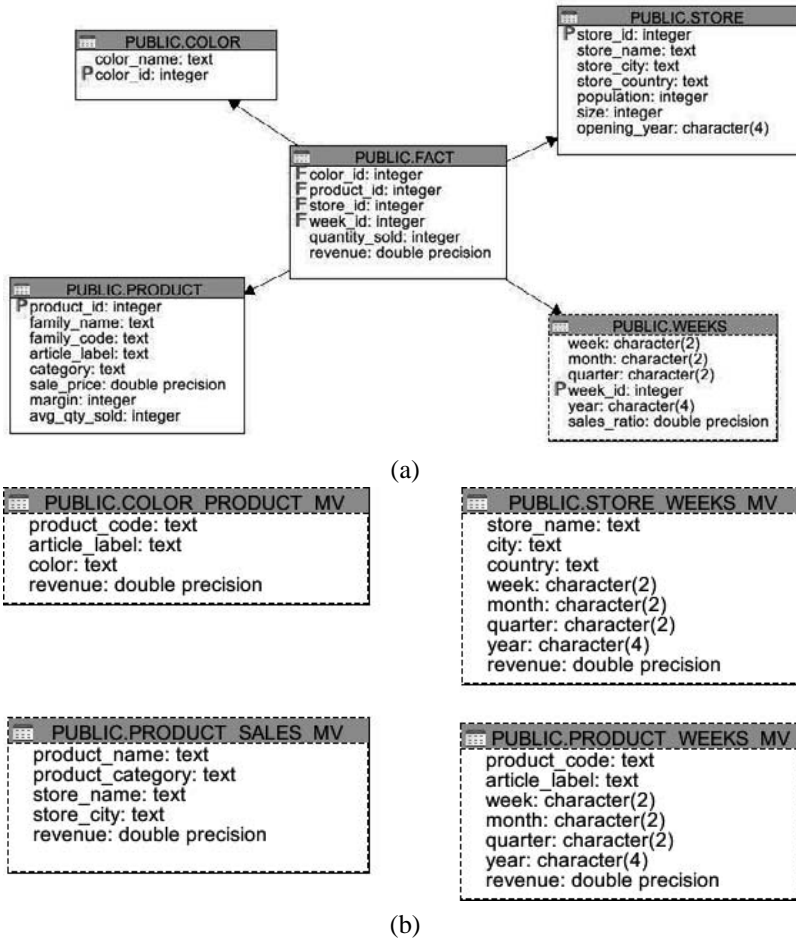 PUBLIC.COLOR
color_name: text
P color_id: integer
PUBLIC.STORE
P store_id: integer
store_name: text
store_city: text
store_country: text
population: integer
size: integer
opening_year: character(4)
PUBLIC.FACT
F color_id: integer
F product_id: integer
F store_id: integer
F week_id: integer
quantity_sold: integer
revenue: double precision
PUBLIC.PRODUCT
P product_id: integer
family_name: text
family_code: text
article_label: text
category: text
sale_price: double precision
margin: integer
avg_qty_sold: integer
PUBLIC.WEEKS
week: character(2)
month: character(2)
quarter: character(2)
P week_id: integer
year: character(4)
sales_ratio: double precision
(a)
PUBLIC.COLOR_PRODUCT_MV
product_code: text
article_label: text
color: text
revenue: double precision
PUBLIC.STORE_WEEKS_MV
store_name: text
city: text
country: text
week: character(2)
month: character(2)
quarter: character(2)
year: character(4)
revenue: double precision
PUBLIC.PRODUCT_SALES_MV
product_name: text
product_category: text
store_name: text
store_city: text
revenue: double precision
PUBLIC.PRODUCT_WEEKS_MV
product_code: text
article_label: text
week: character(2)
month: character(2)
quarter: character(2)
year: character(4)
revenue: double precision
(b)